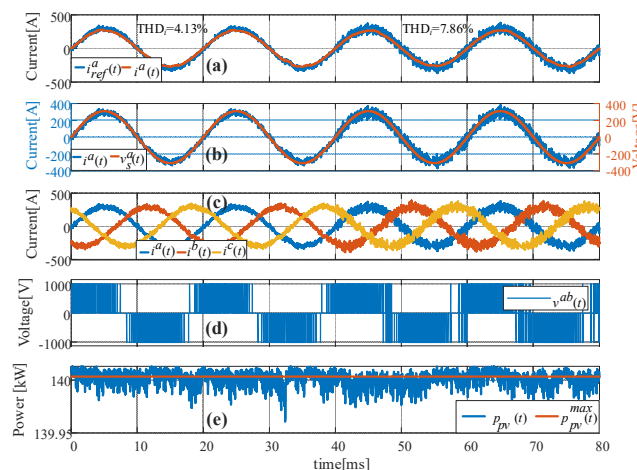 THD_i=4.13% THD_i=7.86%
Current[A]
500
0
-500
i^a_ref(t) i^a(t)
(a)
Current[A]
400
200
0
-200
-400
i^a(t) v^a_s(t)
(b)
400
200
0
-200
-400
Voltage[V]
Current[A]
500
0
-500
(c)
i^a(t) i^b(t) i^c(t)
Voltage[V]
1000
0
-1000
(d)
v^ab(t)
Power [kW]
140
139.95
(e)
p_pv(t) p^max_pv(t)
0 10 20 30 40 50 60 70 80
time[ms]